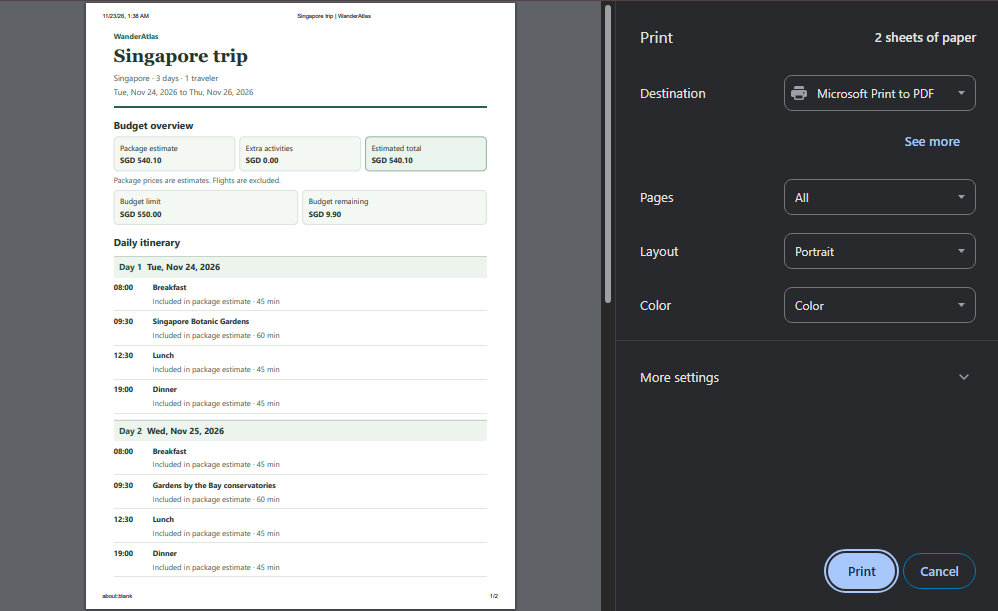 11/23/26, 1:38 AM
Singapore trip | WanderAtlas
WanderAtlas
Singapore trip
Singapore · 3 days · 1 traveler
Tue, Nov 24, 2026 to Thu, Nov 26, 2026
Budget overview
Package estimate
SGD 540.10
Extra activities
SGD 0.00
Estimated total
SGD 540.10
Package prices are estimates. Flights are excluded.
Budget limit
SGD 550.00
Budget remaining
SGD 9.90
Daily itinerary
Day 1 Tue, Nov 24, 2026
08:00 Breakfast
Included in package estimate · 45 min
09:30 Singapore Botanic Gardens
Included in package estimate · 60 min
12:30 Lunch
Included in package estimate · 45 min
19:00 Dinner
Included in package estimate · 45 min
Day 2 Wed, Nov 25, 2026
08:00 Breakfast
Included in package estimate · 45 min
09:30 Gardens by the Bay conservatories
Included in package estimate · 60 min
12:30 Lunch
Included in package estimate · 45 min
19:00 Dinner
Included in package estimate · 45 min
about:blank
1/2
Print
2 sheets of paper
Destination
Microsoft Print to PDF
See more
Pages
All
Layout
Portrait
Color
Color
More settings
Print
Cancel